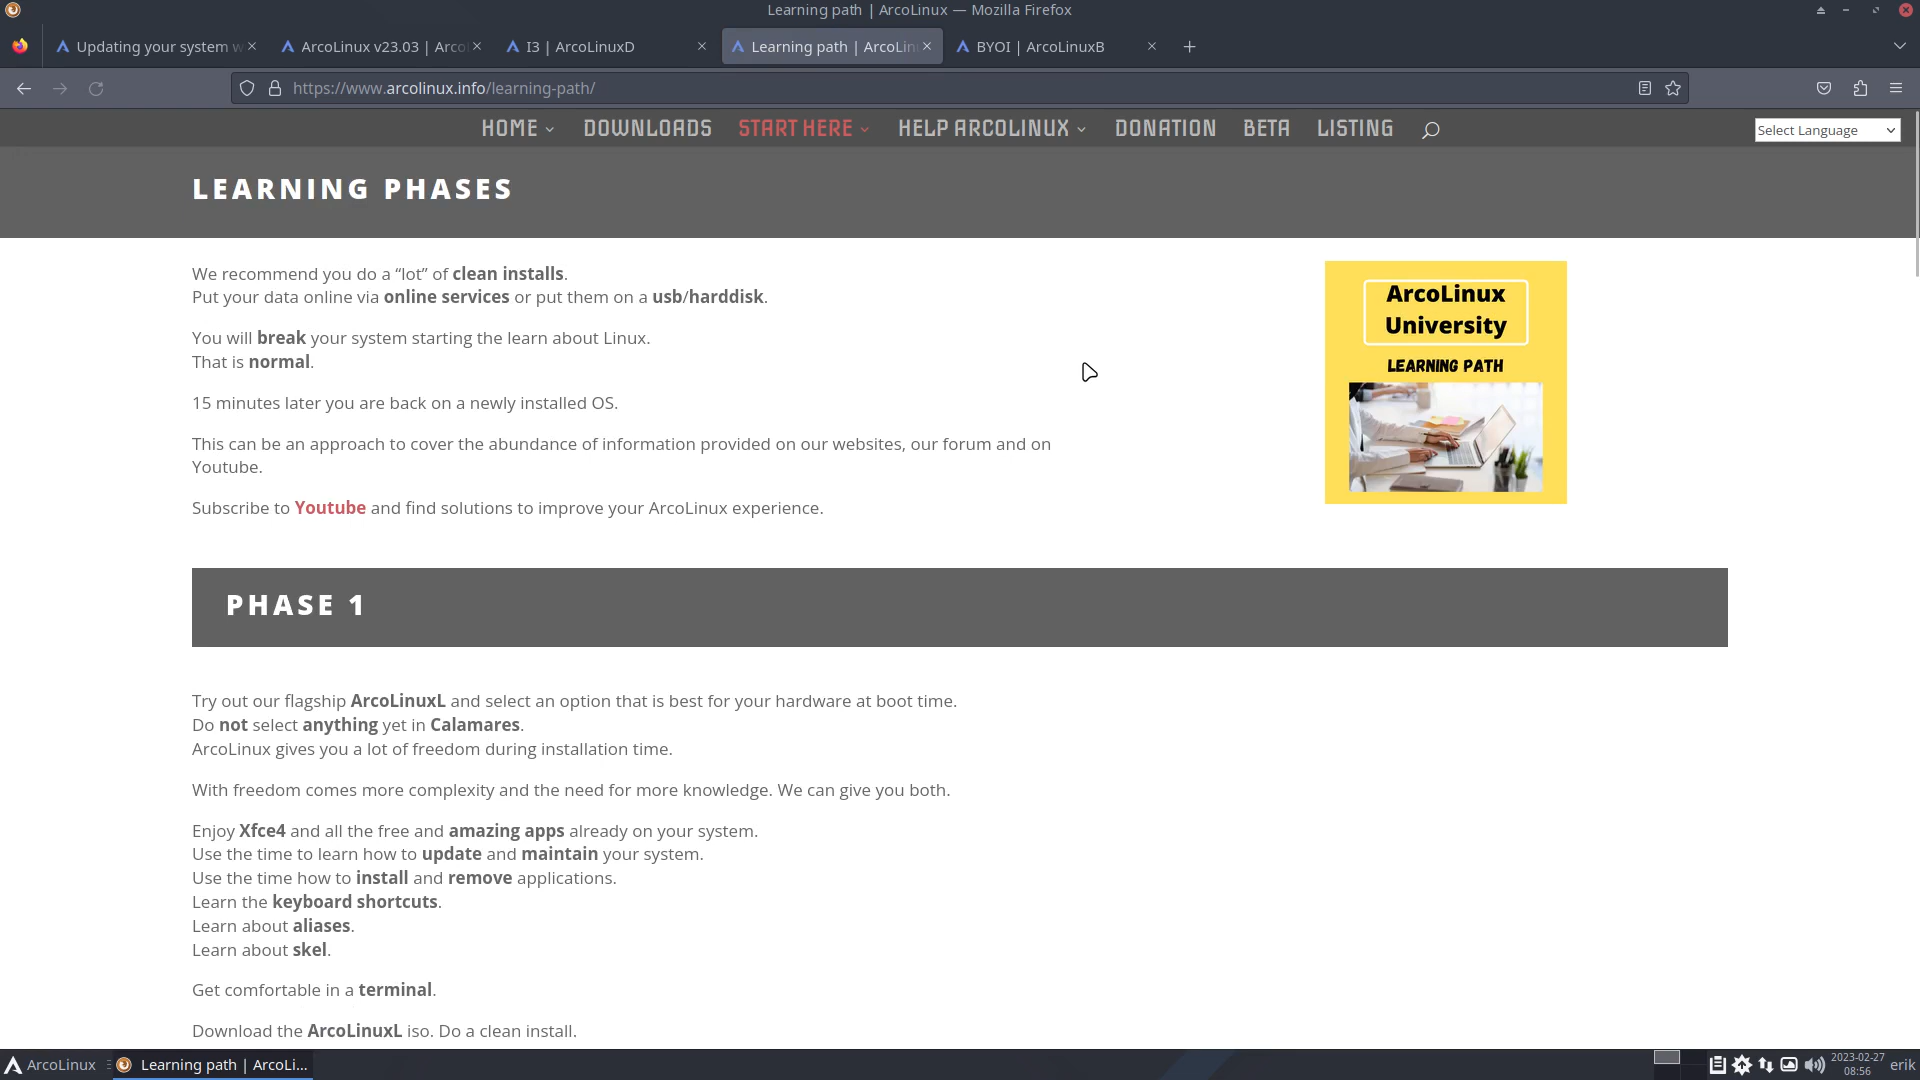 Learning path | ArcoLinux — Mozilla Firefox
Updating your system w
ArcoLinux v23.03 | Arco
I3 | ArcoLinuxD
Learning path | ArcoLin
BYOI | ArcoLinuxB
https://www.arcolinux.info/learning-path/
HOME
DOWNLOADS
START HERE
HELP ARCOLINUX
DONATION
BETA
LISTING
Select Language
LEARNING PHASES
We recommend you do a “lot” of clean installs.
Put your data online via online services or put them on a usb/harddisk.
You will break your system starting the learn about Linux.
That is normal.
15 minutes later you are back on a newly installed OS.
This can be an approach to cover the abundance of information provided on our websites, our forum and on
Youtube.
Subscribe to Youtube and find solutions to improve your ArcoLinux experience.
ArcoLinux
University
LEARNING PATH
PHASE 1
Try out our flagship ArcoLinuxL and select an option that is best for your hardware at boot time.
Do not select anything yet in Calamares.
ArcoLinux gives you a lot of freedom during installation time.
With freedom comes more complexity and the need for more knowledge. We can give you both.
Enjoy Xfce4 and all the free and amazing apps already on your system.
Use the time to learn how to update and maintain your system.
Use the time how to install and remove applications.
Learn the keyboard shortcuts.
Learn about aliases.
Learn about skel.
Get comfortable in a terminal.
Download the ArcoLinuxL iso. Do a clean install.
ArcoLinux
Learning path | ArcoLi...
2023-02-27
08:56
erik